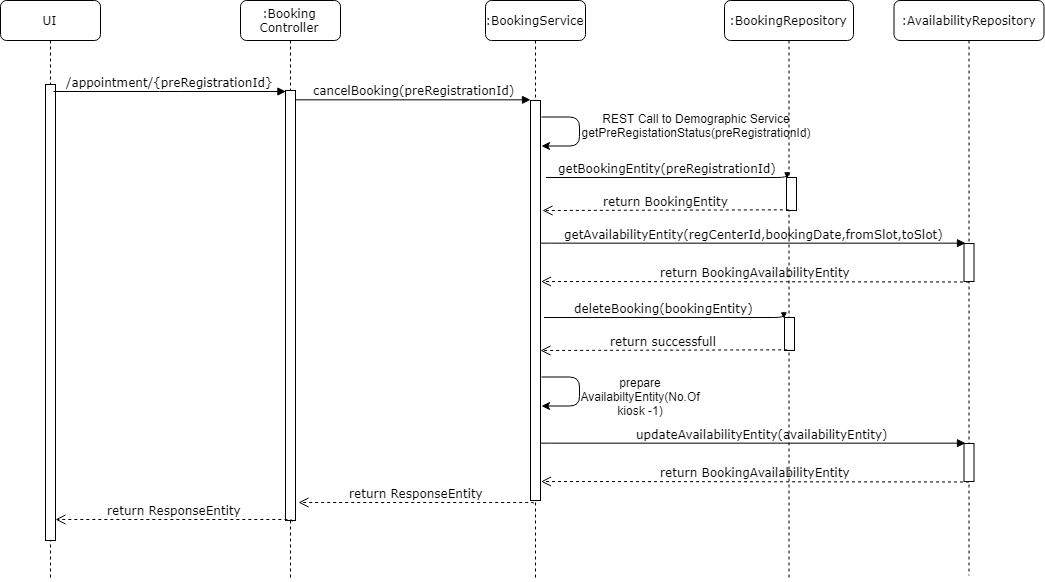 UI
:Booking
Controller
:BookingService
:BookingRepository
:AvailabilityRepository
/appointment/{preRegistrationId}
cancelBooking(preRegistrationId)
REST Call to Demographic Service
getPreRegistationStatus(preRegistrationId)
getBookingEntity(preRegistrationId)
return BookingEntity
getAvailabilityEntity(regCenterId,bookingDate,fromSlot,toSlot)
return BookingAvailabilityEntity
deleteBooking(bookingEntity)
return successfull
prepare
AvailabiltyEntity(No.Of
kiosk -1)
updateAvailabilityEntity(availabilityEntity)
return BookingAvailabilityEntity
return ResponseEntity
return ResponseEntity